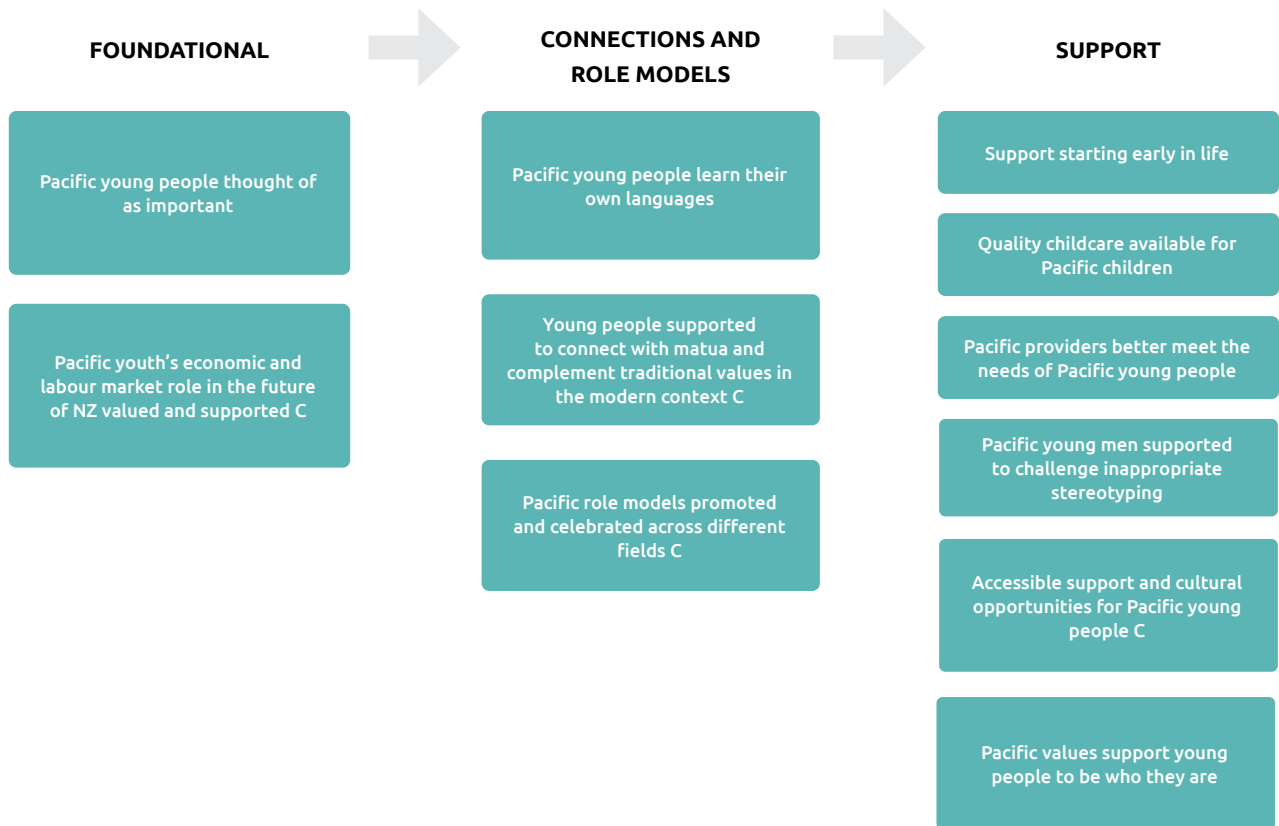 FOUNDATIONAL
Pacific young people thought of
as important
Pacific youth’s economic and
labour market role in the future
of NZ valued and supported C
CONNECTIONS AND
ROLE MODELS
Pacific young people learn their
own languages
Young people supported
to connect with matua and
complement traditional values in
the modern context C
Pacific role models promoted
and celebrated across different
fields C
SUPPORT
Support starting early in life
Quality childcare available for
Pacific children
Pacific providers better meet the
needs of Pacific young people
Pacific young men supported
to challenge inappropriate
stereotyping
Accessible support and cultural
opportunities for Pacific young
people C
Pacific values support young
people to be who they are